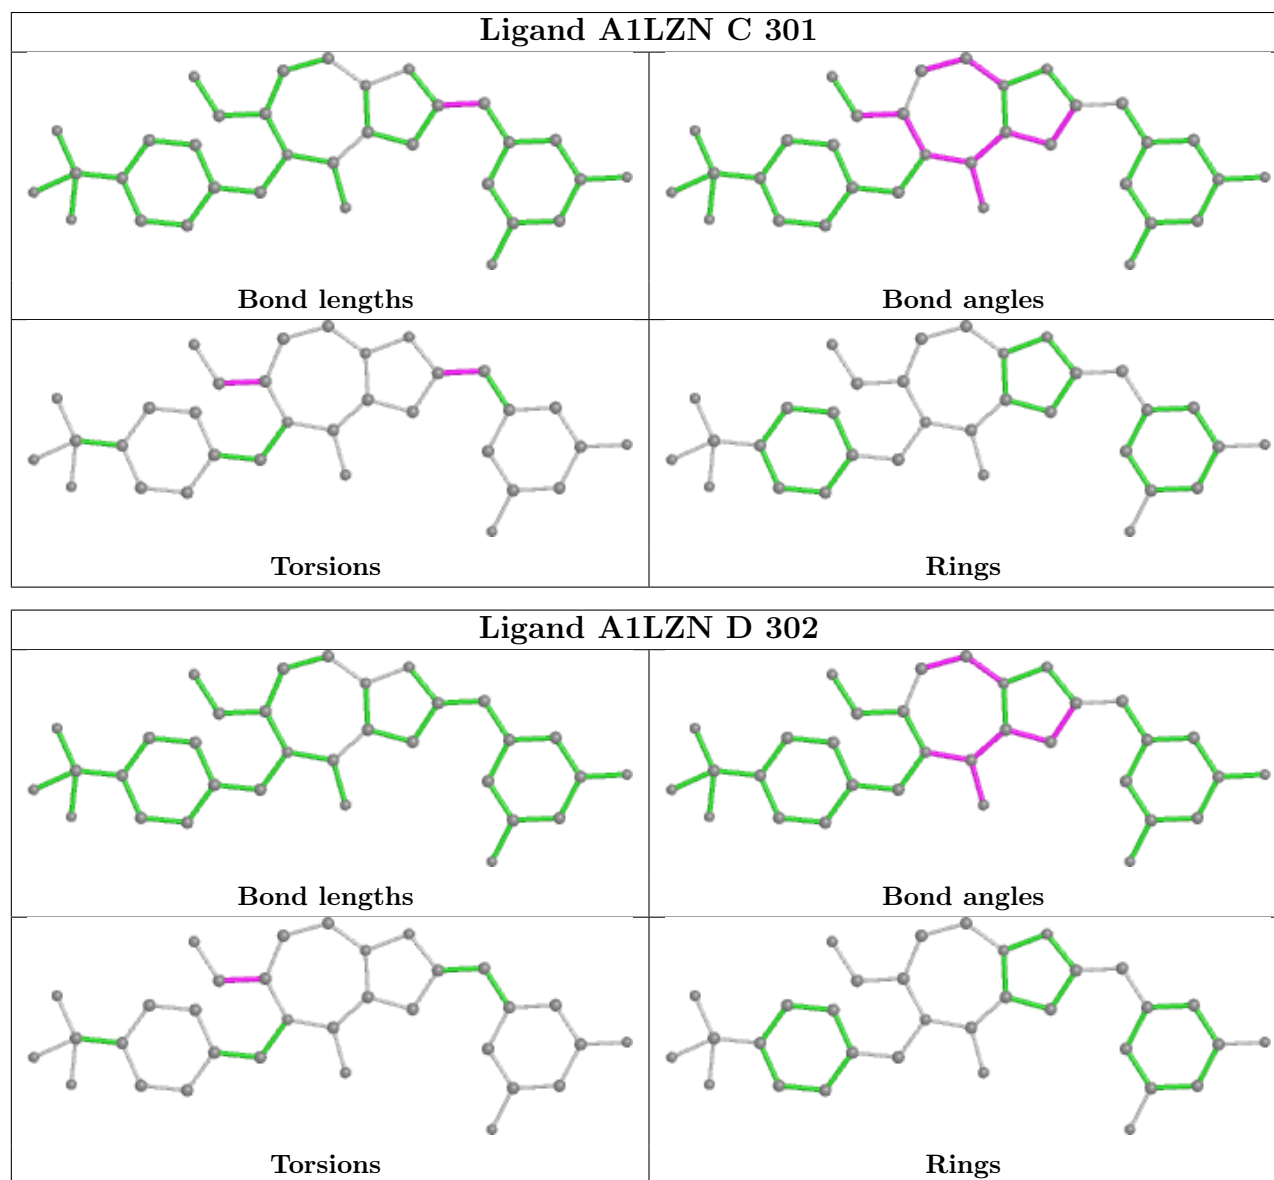 Ligand A1LZN C 301
Bond lengths
Bond angles
Torsions
Rings
Ligand A1LZN D 302
Bond lengths
Bond angles
Torsions
Rings